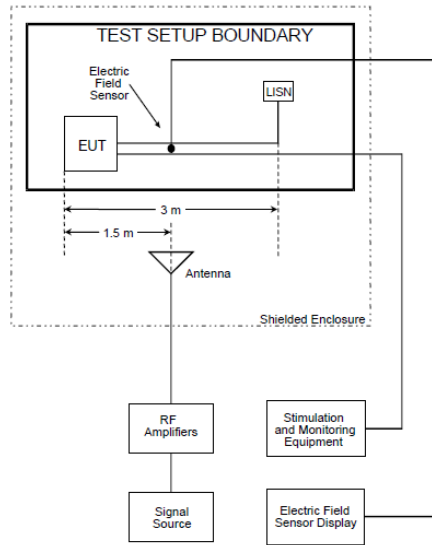 TEST SETUP BOUNDARY
Electric
Field
Sensor
LISN
EUT
3 m
1.5 m
Antenna
Shielded Enclosure
RF
Amplifiers
Stimulation
and Monitoring
Equipment
Signal
Source
Electric Field
Sensor Display